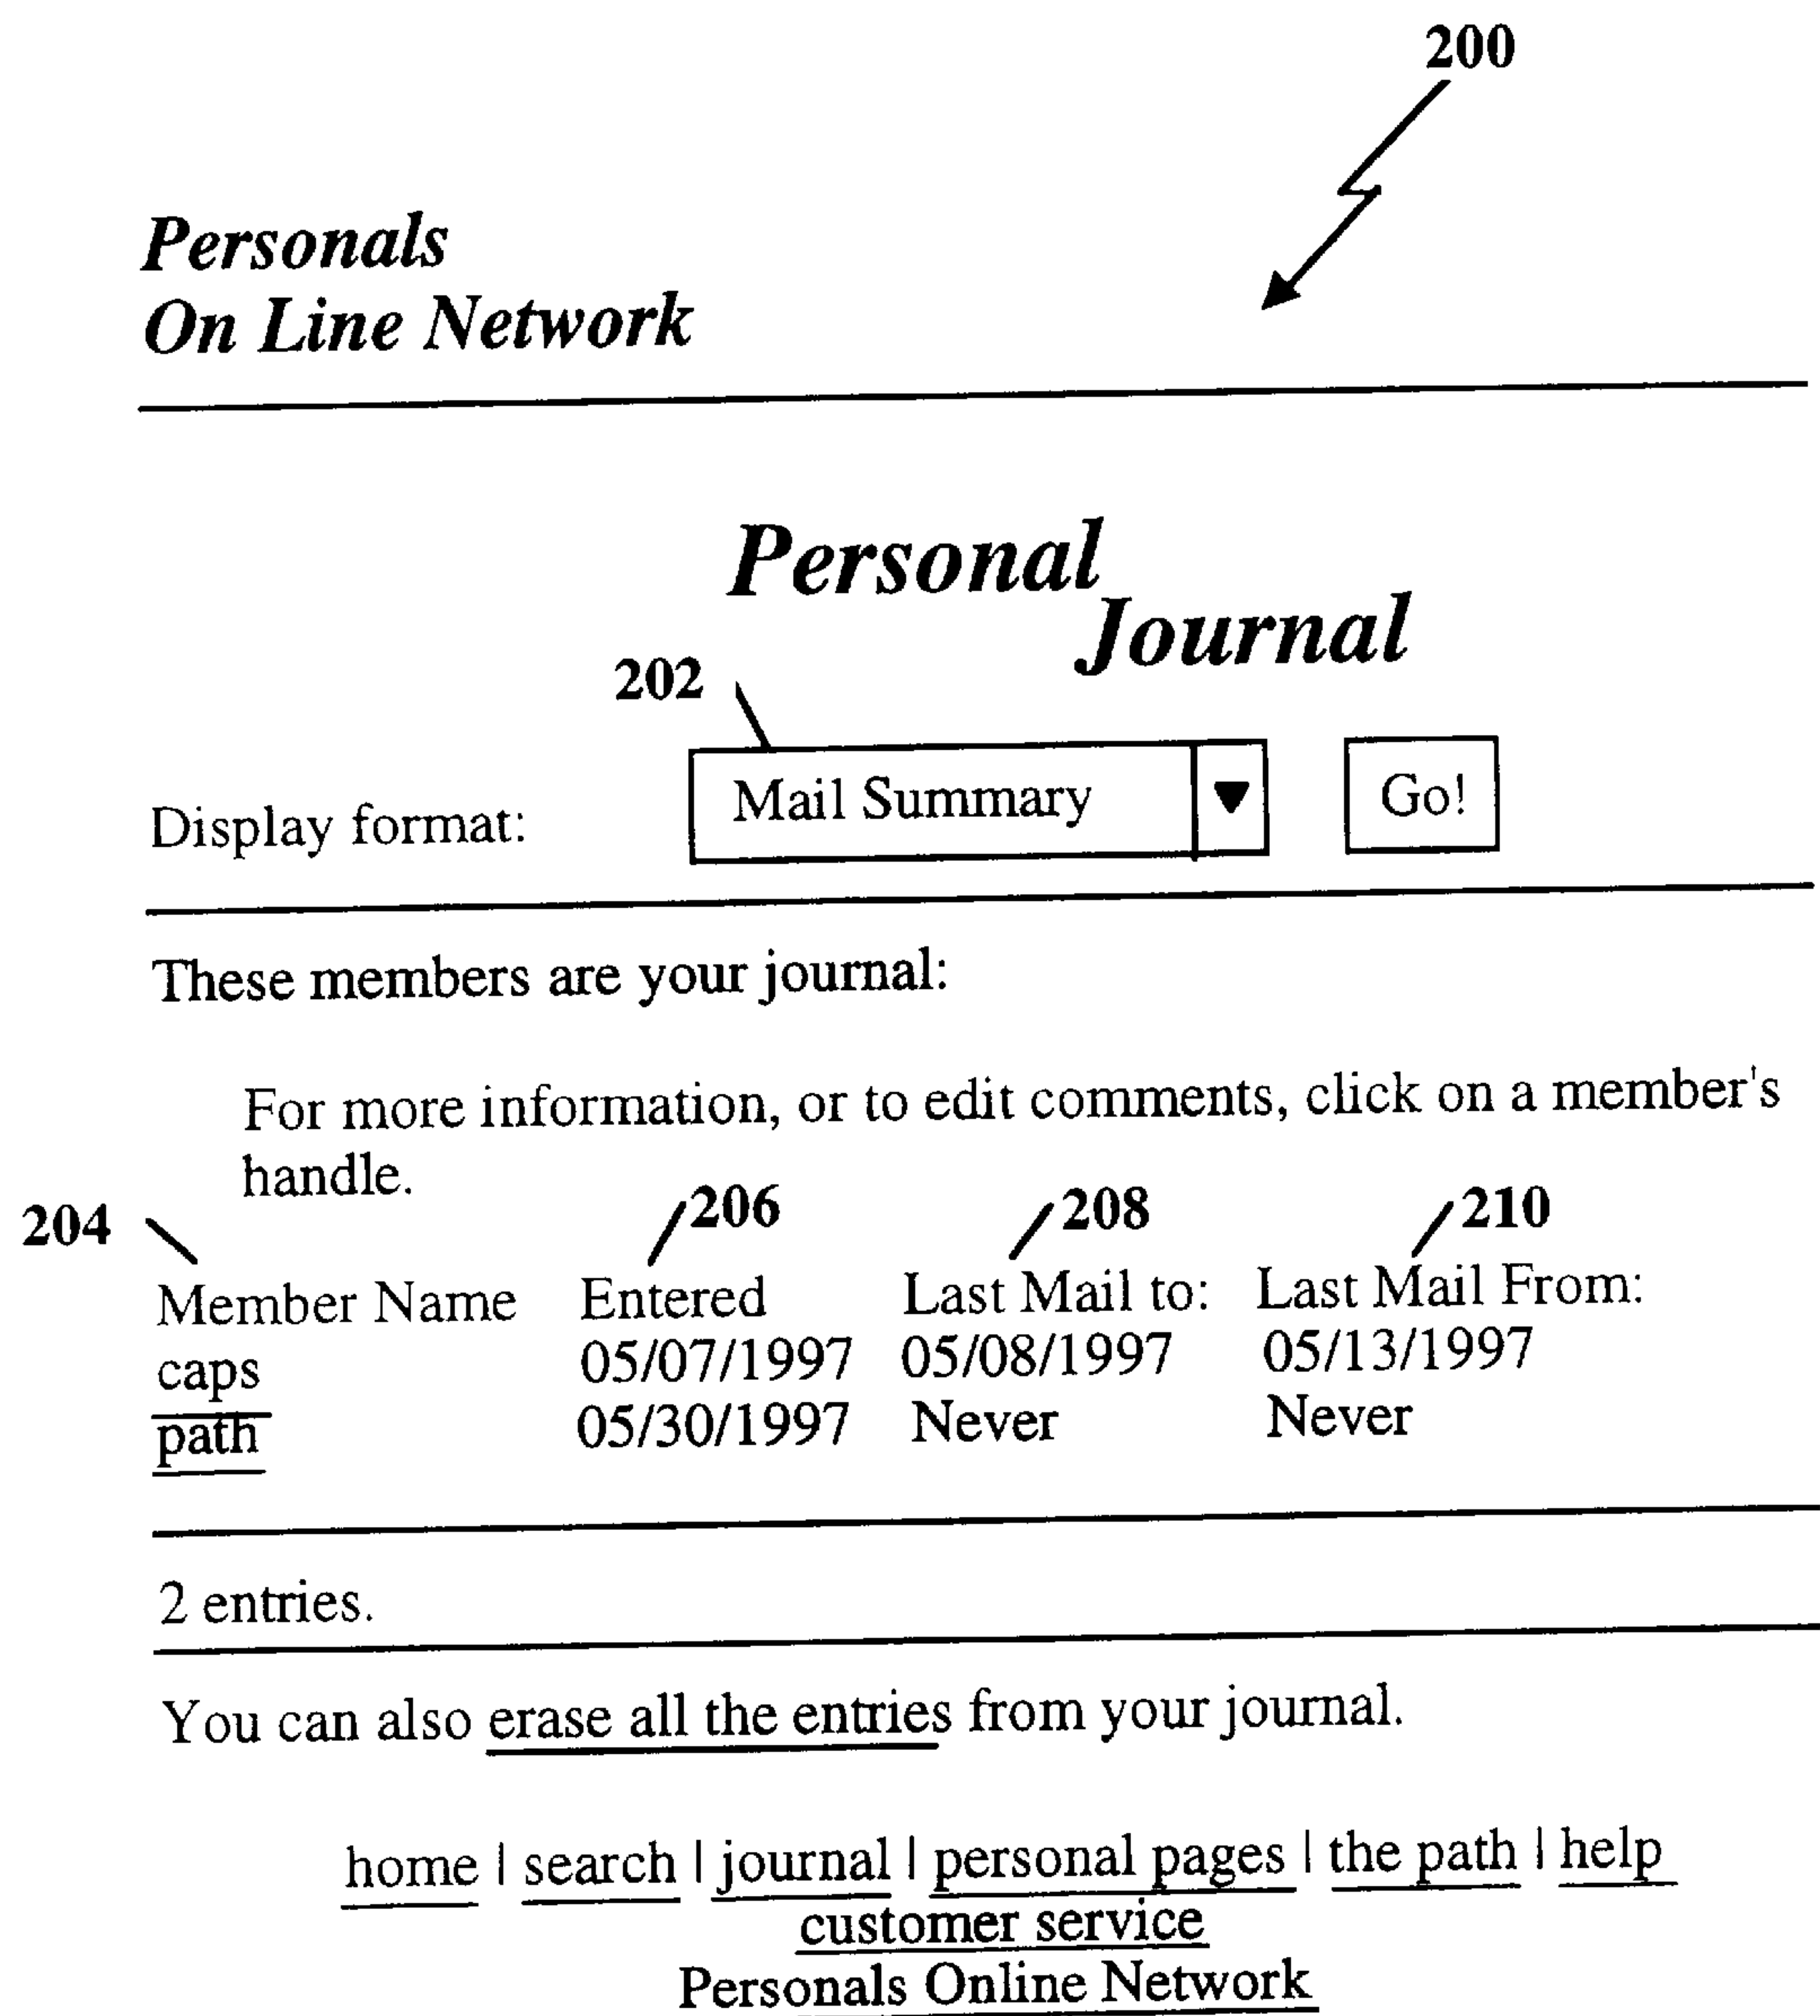 200
Personals
On Line Network
Personal
Journal
202
Display format: Mail Summary Go!
These members are your journal:
For more information, or to edit comments, click on a member's
handle.
204 206 208 210
Member Name Entered Last Mail to: Last Mail From:
caps 05/07/1997 05/08/1997 05/13/1997
path 05/30/1997 Never Never
2 entries.
You can also erase all the entries from your journal.
home | search | journal | personal pages | the path | help
customer service
Personals Online Network